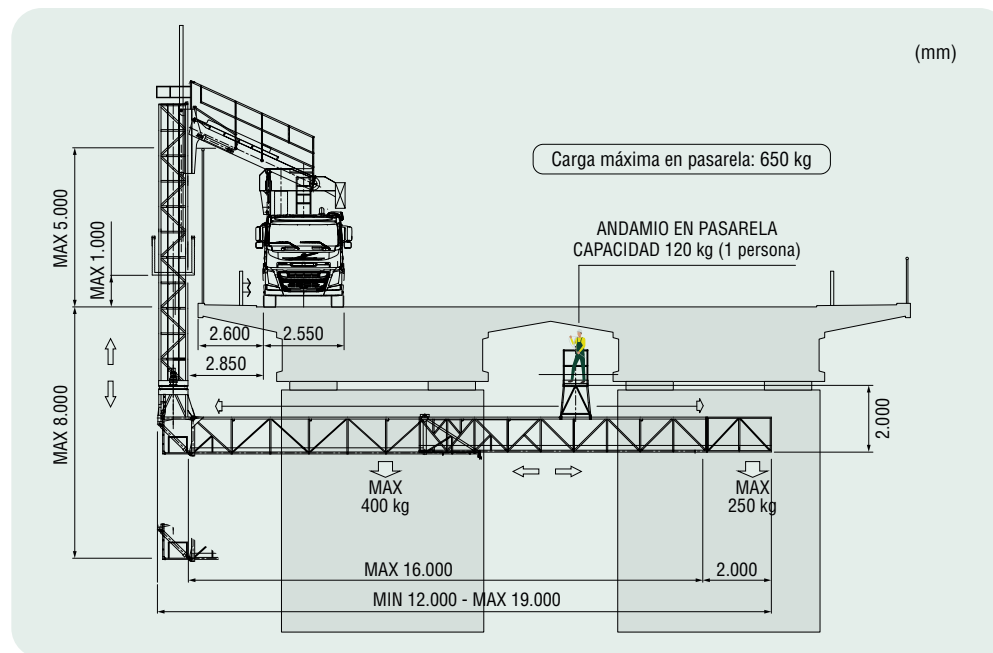 (mm)
Carga máxima en pasarela: 650 kg
ANDAMIO EN PASARELA
CAPACIDAD 120 kg (1 persona)
MAX 5.000
MAX 1.000
2.600
2.550
2.850
MAX 8.000
2.000
MAX
400 kg
MAX
250 kg
MAX 16.000
2.000
MIN 12.000 - MAX 19.000